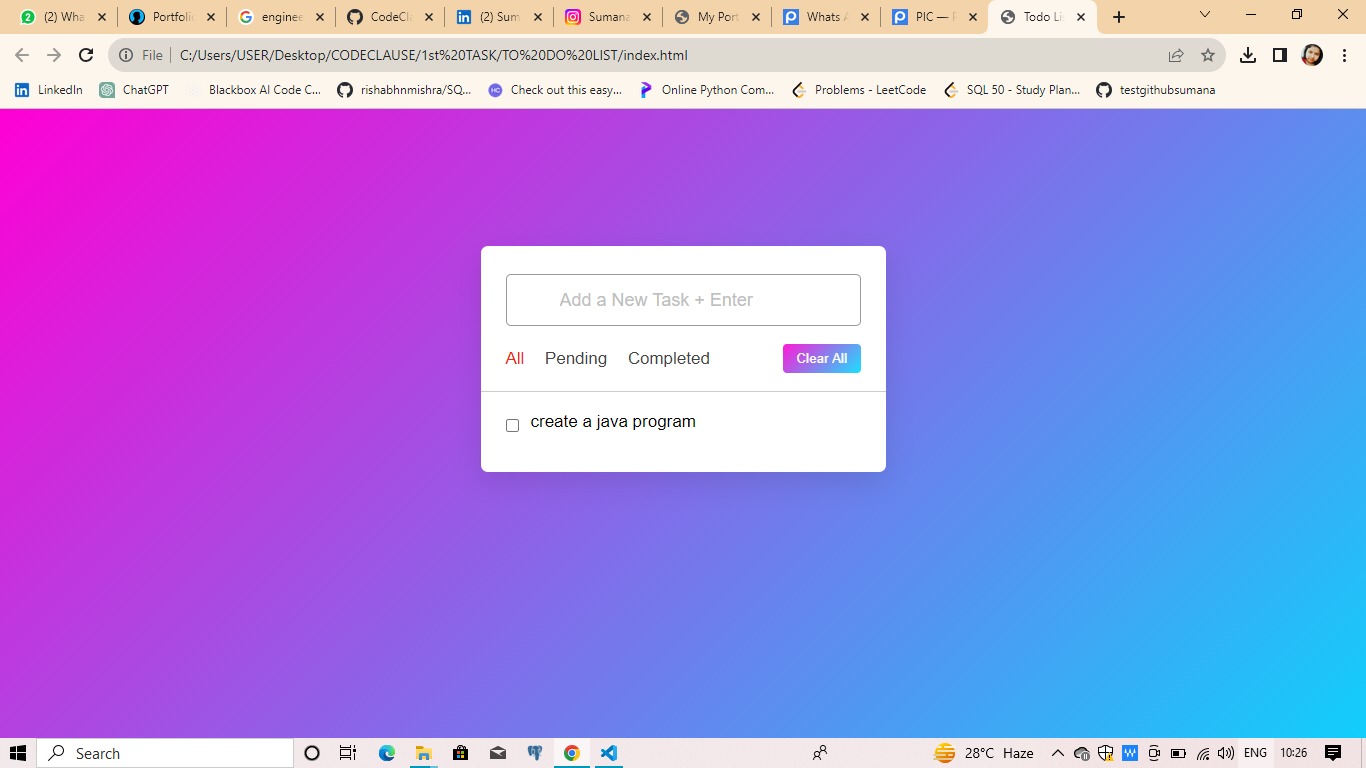 (2) Wha
Portfoli
enginee
CodeCla
(2) Sum
Sumana
My Port
Whats A
PIC — P
Todo Lis
File
C:/Users/USER/Desktop/CODECLAUSE/1st%20TASK/TO%20DO%20LIST/index.html
LinkedIn
ChatGPT
Blackbox AI Code C...
rishabhnmishra/SQ...
Check out this easy...
Online Python Com...
Problems - LeetCode
SQL 50 - Study Plan...
testgithubsumana
Add a New Task + Enter
All
Pending
Completed
Clear All
create a java program
Search
28°C Haze
ENG
10:26